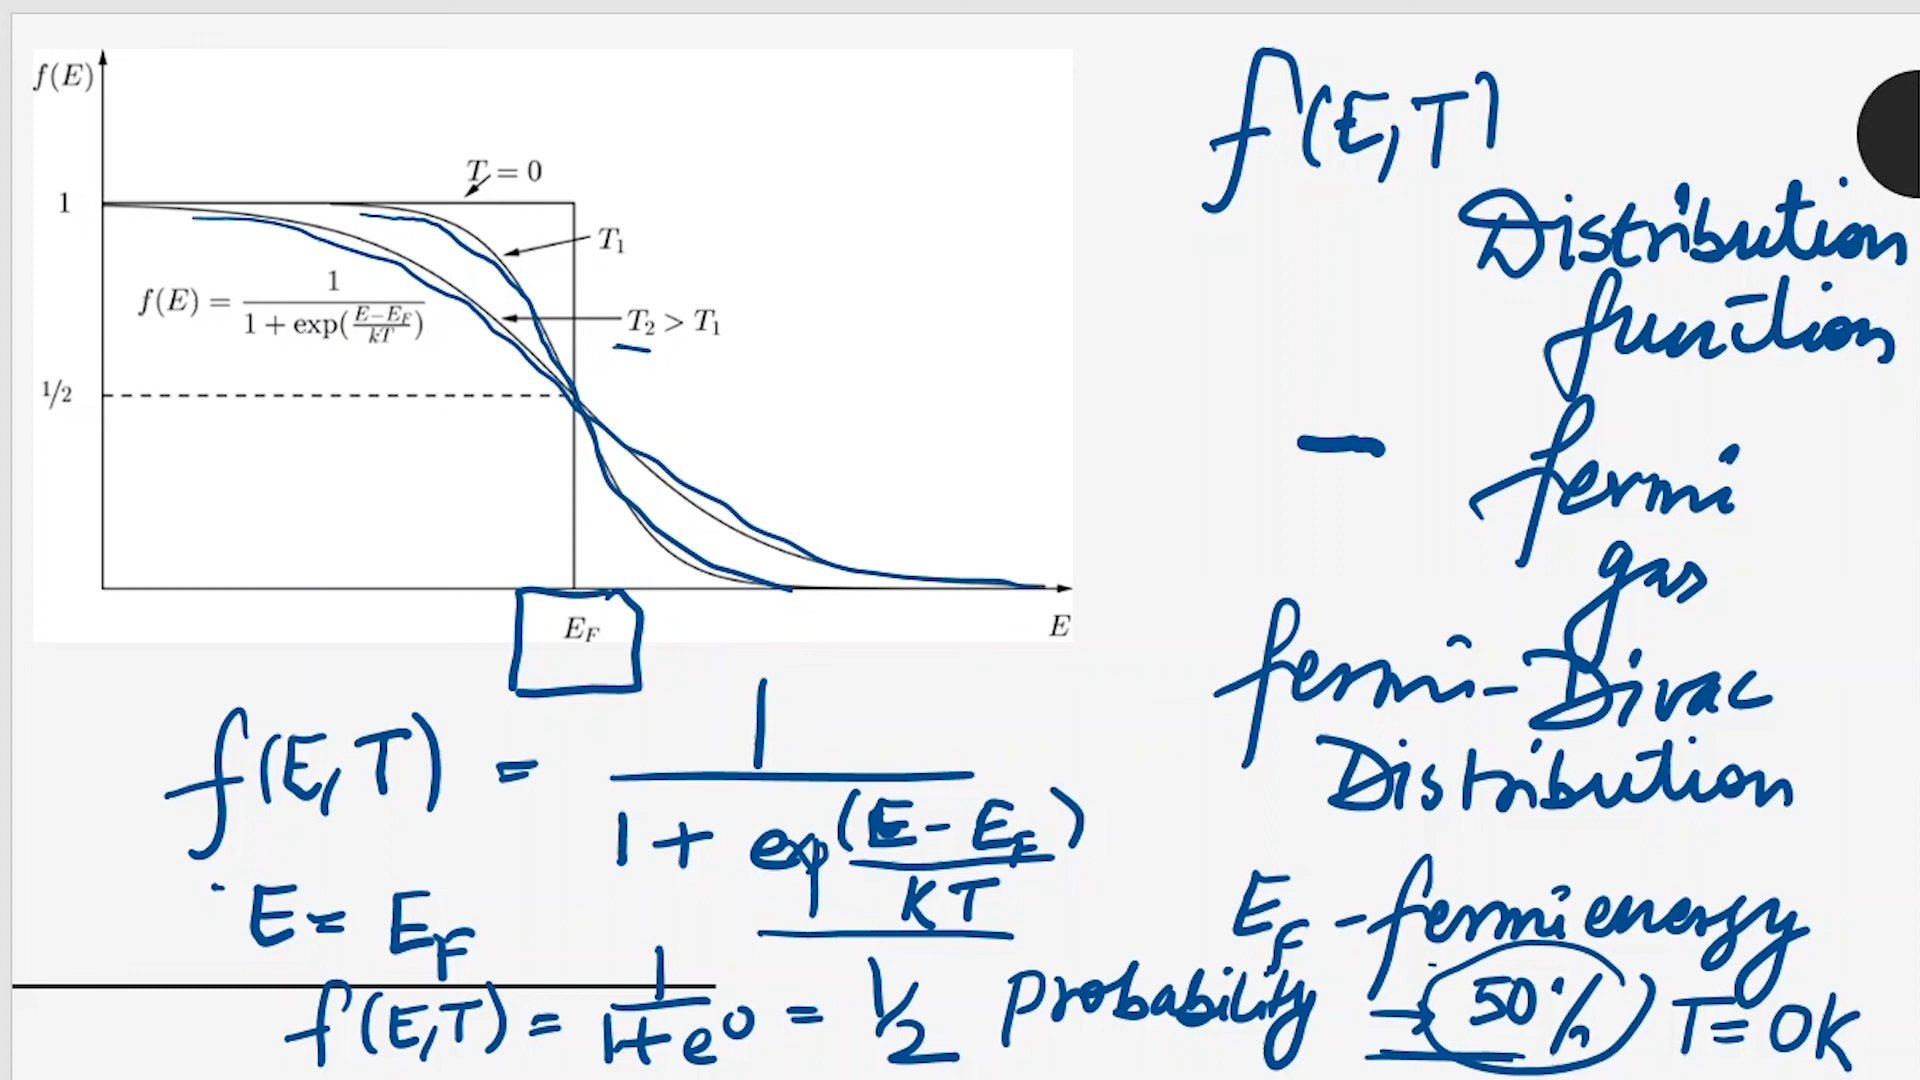 f(E)
T = 0
1
T₁
f(E) = 1 / (1 + exp((E−E_F)/kT))
T₂ > T₁
1/2
E_F
E
f(E,T)
Distribution
function
— fermi
gas
fermi-Dirac
Distribution
f(E,T) = 1 / (1 + exp((E - E_F)/KT))
E = E_F
f(E,T) = 1/(1+e⁰) = 1/2 probability
E_F - fermi energy
→ 50% T = 0K